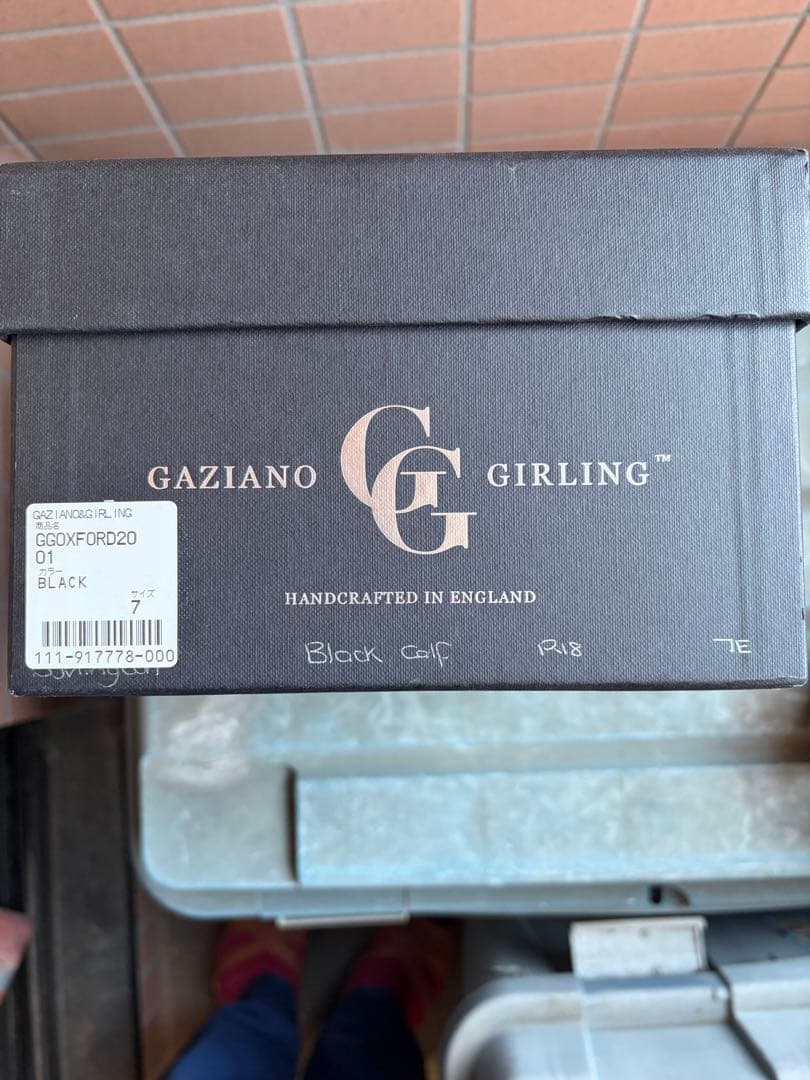 GAZIANO GG GIRLING™
HANDCRAFTED IN ENGLAND
GAZIANO&GIRLING
商品名
GGOXFORD20
01
カラー
BLACK
サイズ
7
111-917778-000
Black Calf R18 7E